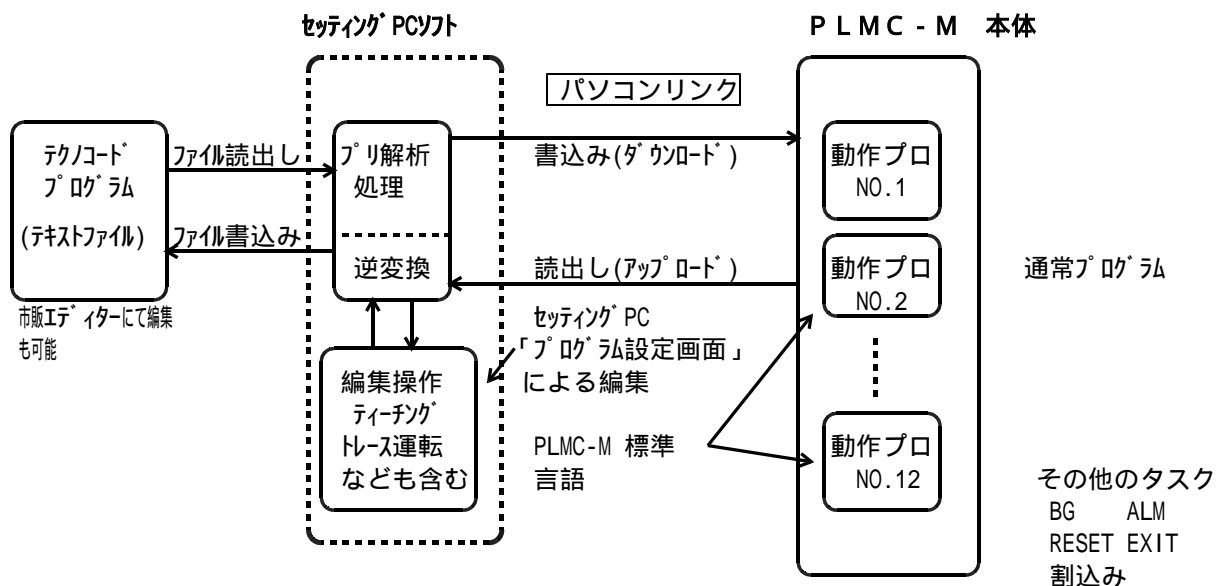 セッティングPCソフト
PLMC-M 本体
パソコンリンク
テクノコード
プログラム
(テキストファイル)
市販エディターにて編集
も可能
ファイル読出し
ファイル書込み
プリ解析
処理
逆変換
書込み(ダウンロード)
読出し(アップロード)
セッティングPC
「プログラム設定画面」
による編集
編集操作
ティーチング
トレース運転
なども含む
PLMC-M 標準
言語
動作プロ
NO.1
動作プロ
NO.2
動作プロ
NO.12
通常プログラム
その他のタスク
BG ALM
RESET EXIT
割込み